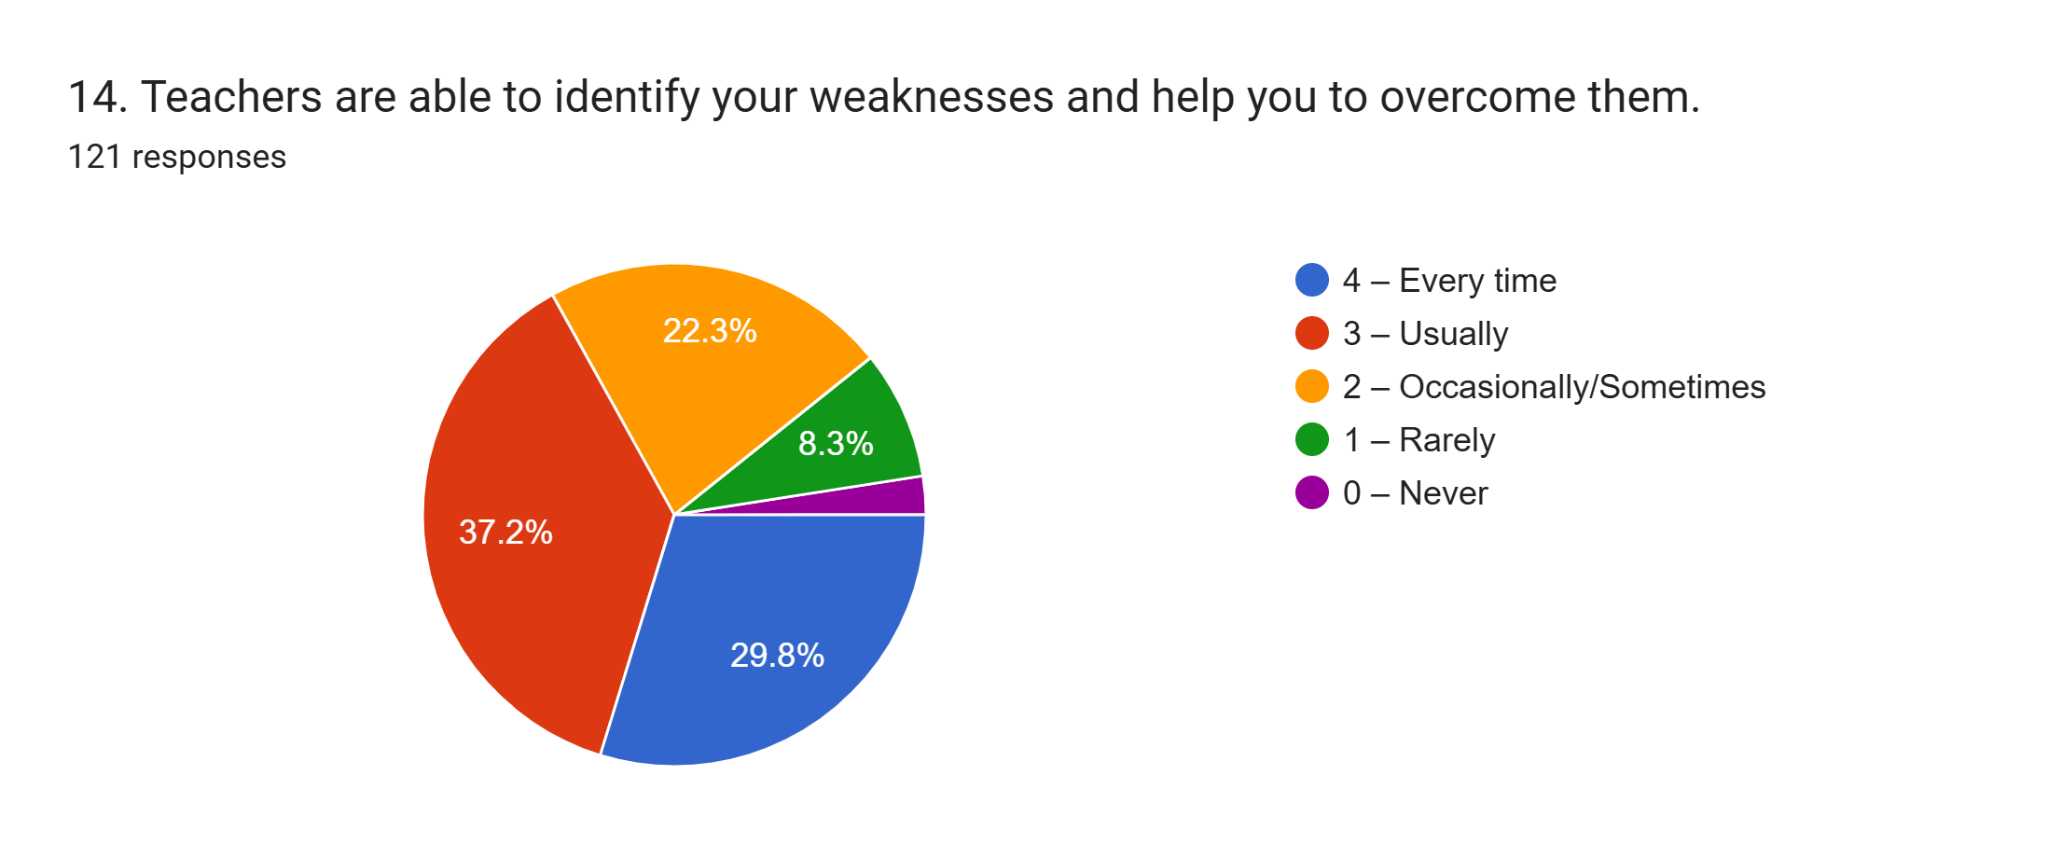 14. Teachers are able to identify your weaknesses and help you to overcome them.
121 responses
22.3%
8.3%
37.2%
29.8%
4 – Every time
3 – Usually
2 – Occasionally/Sometimes
1 – Rarely
0 – Never